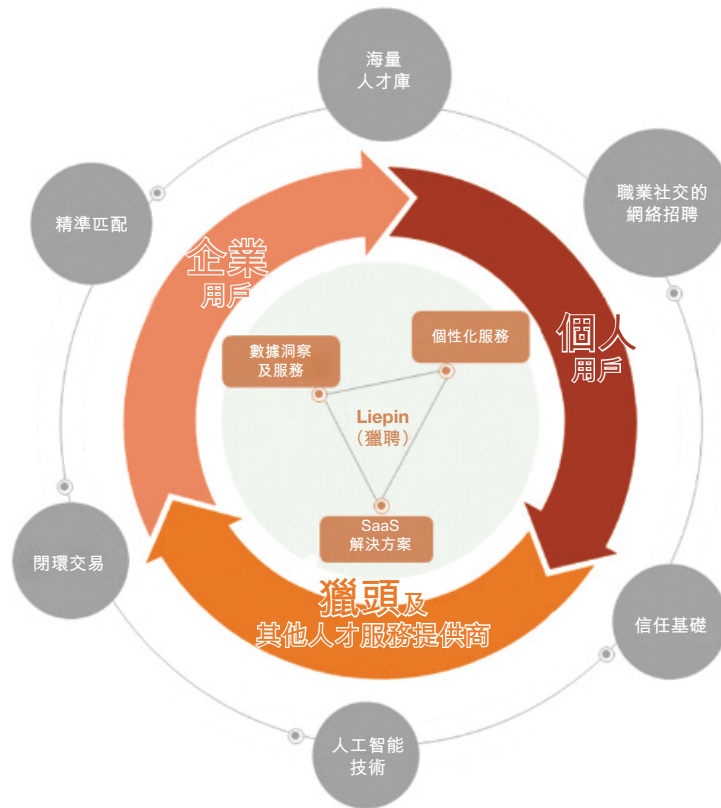 海量
人才庫
職業社交的
網絡招聘
精準匹配
企業
用戶
個人
用戶
個性化服務
數據洞察
及服務
Liepin
（獵聘）
SaaS
解決方案
閉環交易
獵頭及
其他人才服務提供商
信任基礎
人工智能
技術